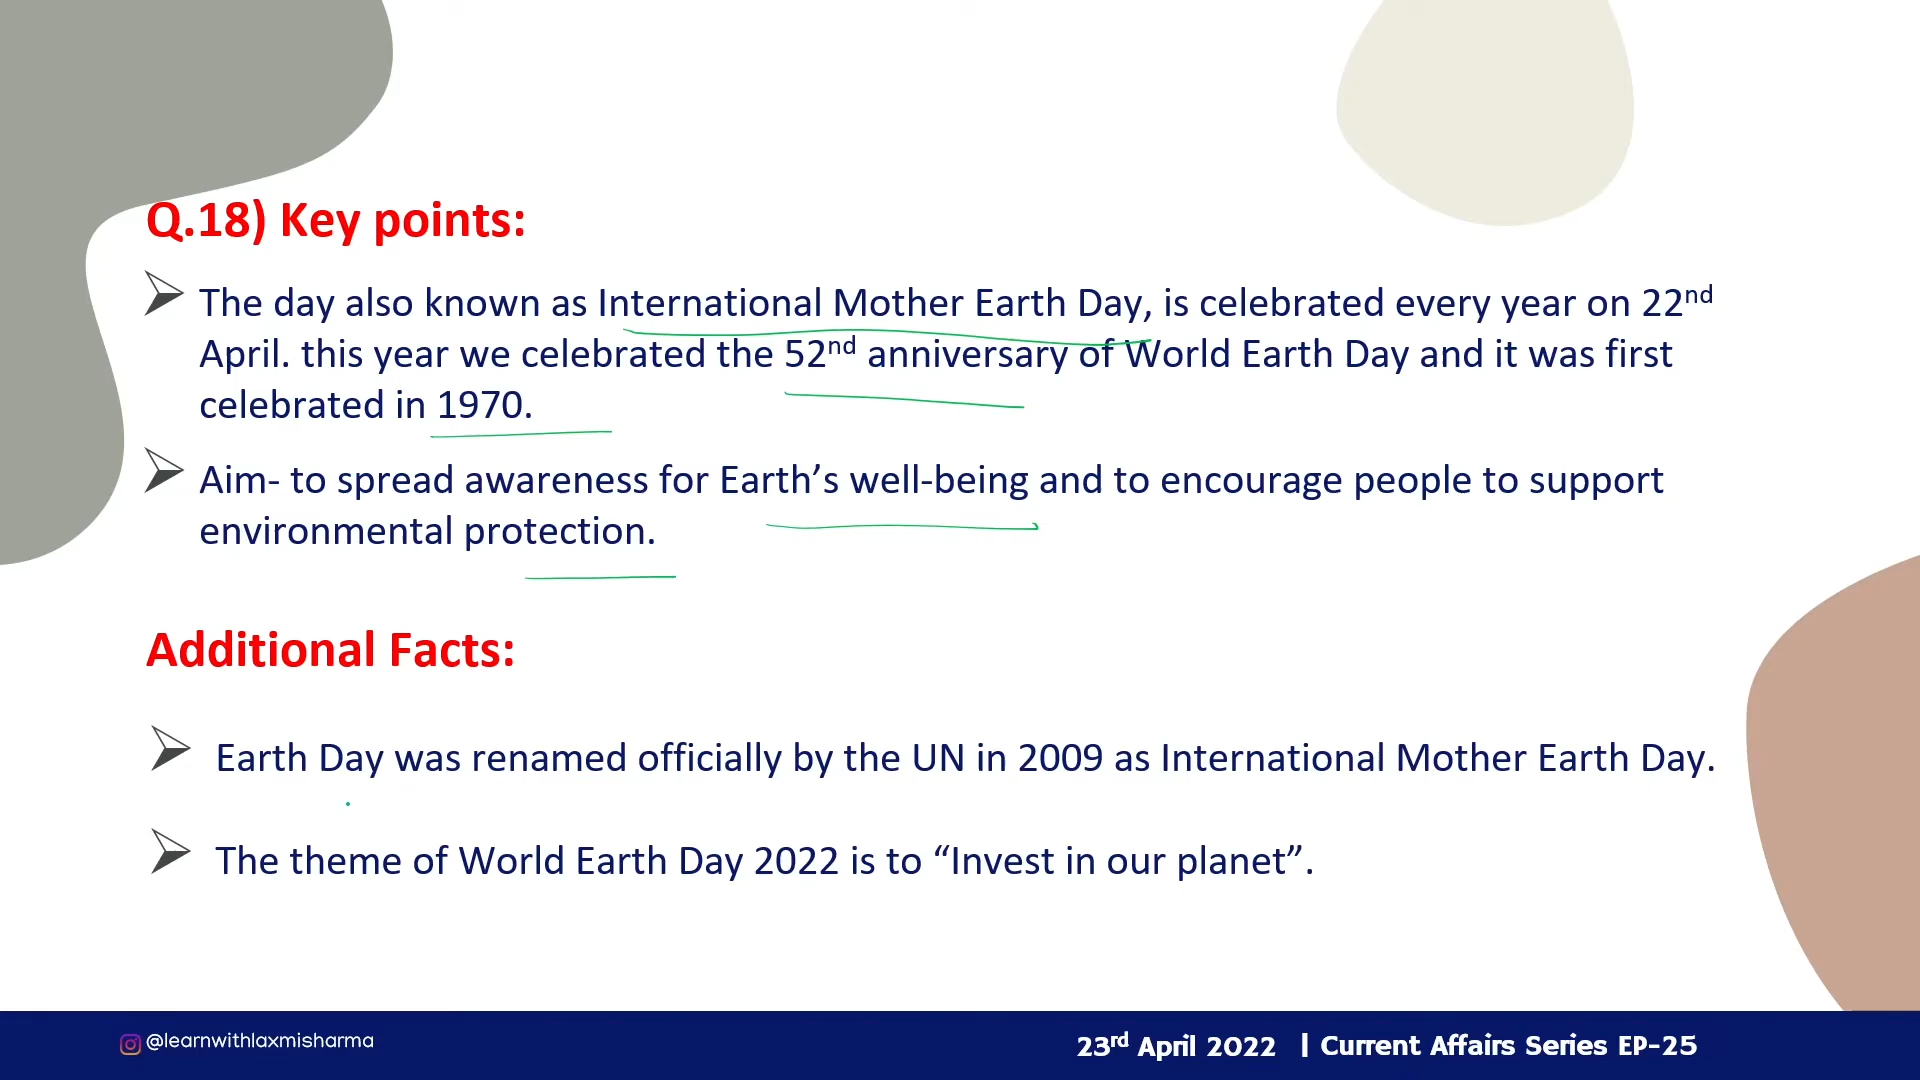 Q.18) Key points:
The day also known as International Mother Earth Day, is celebrated every year on 22nd
April. this year we celebrated the 52nd anniversary of World Earth Day and it was first
celebrated in 1970.
Aim- to spread awareness for Earth’s well-being and to encourage people to support
environmental protection.
Additional Facts:
Earth Day was renamed officially by the UN in 2009 as International Mother Earth Day.
The theme of World Earth Day 2022 is to “Invest in our planet”.
@learnwithlaxmisharma
23rd April 2022 | Current Affairs Series EP-25